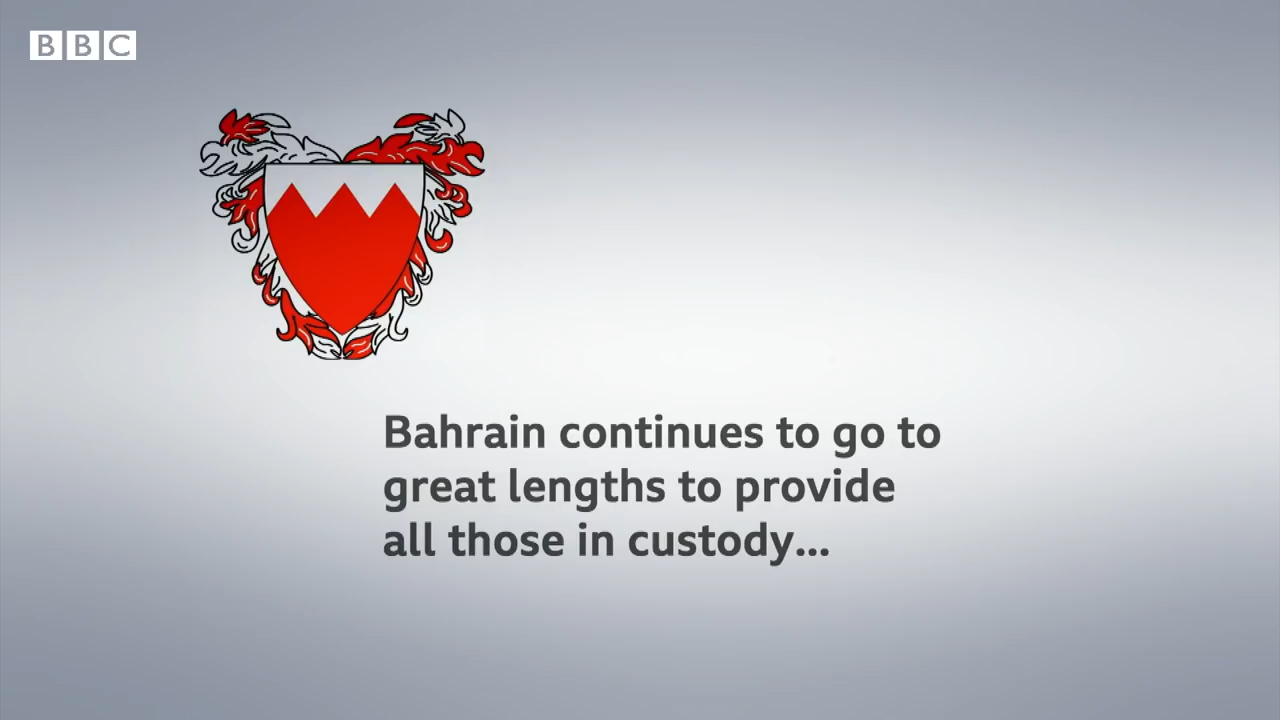 BBC
Bahrain continues to go to
great lengths to provide
all those in custody...